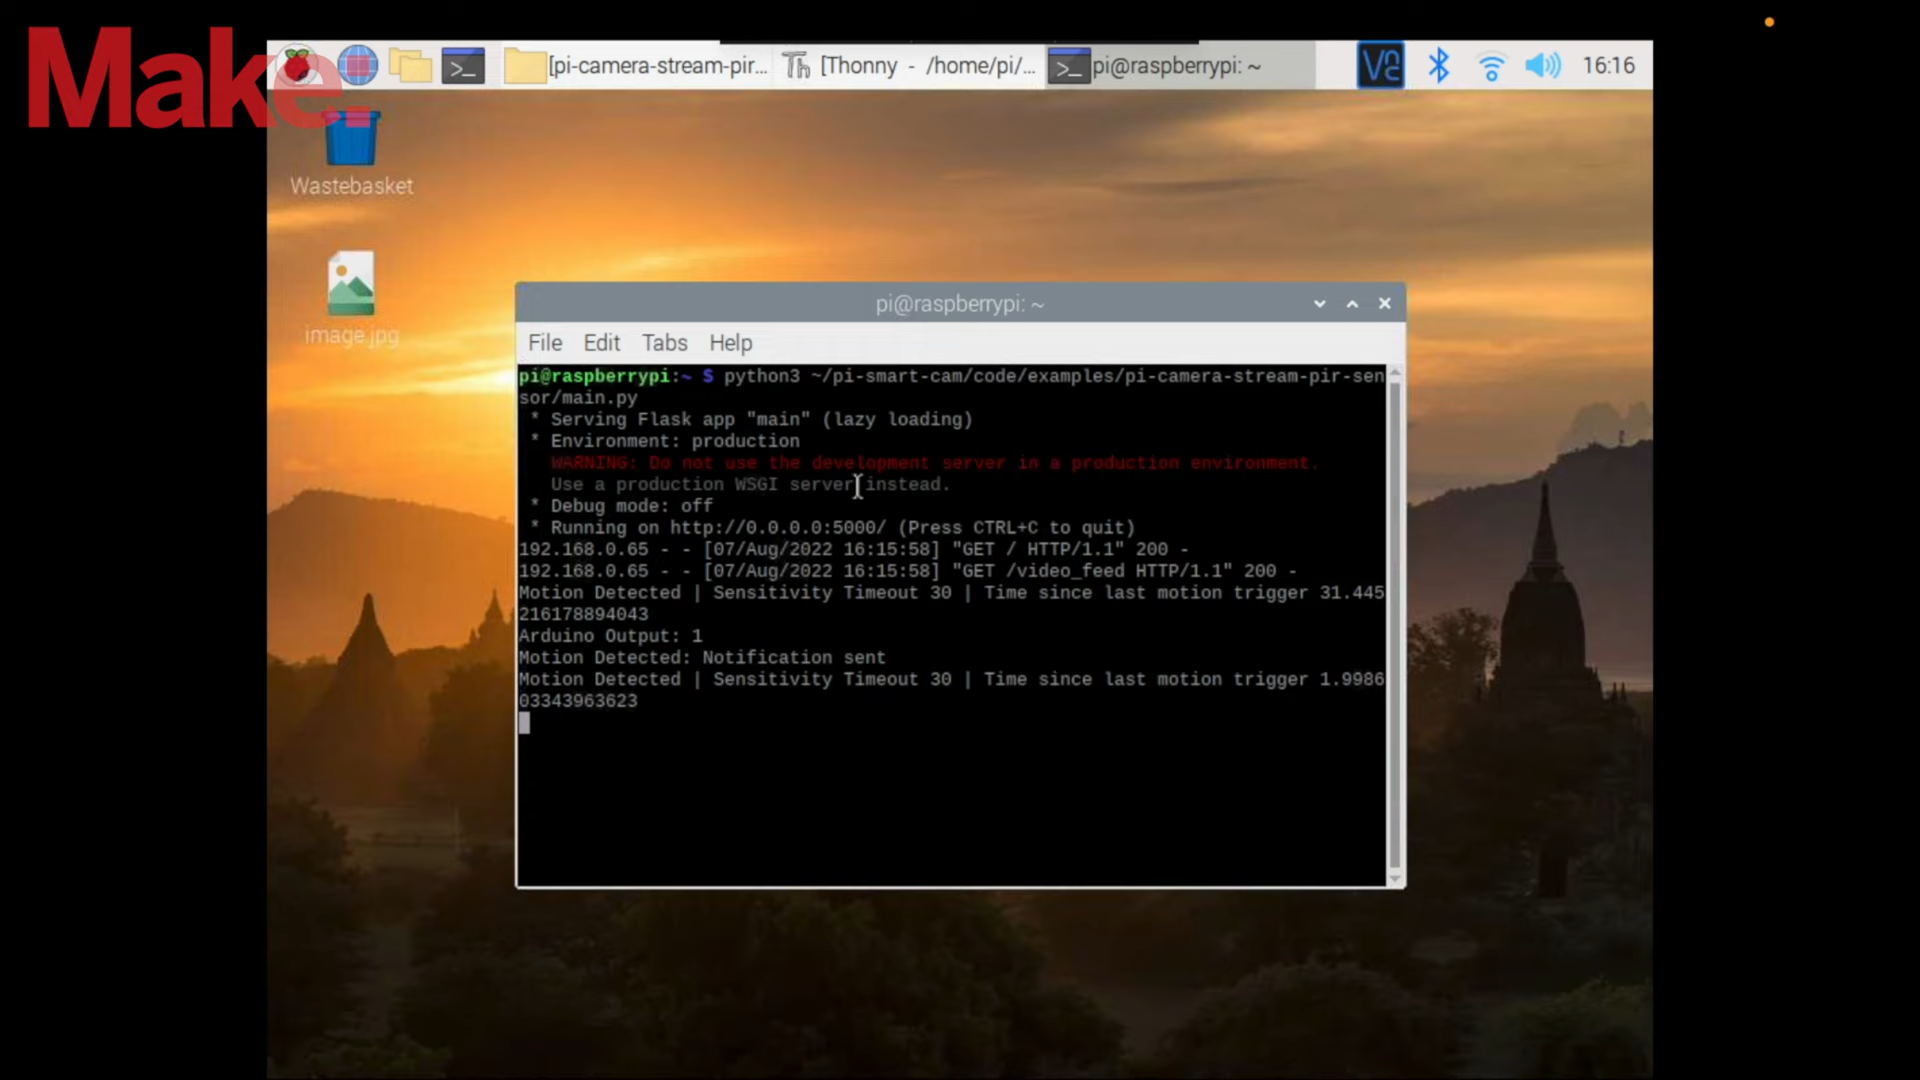 Make.
[pi-camera-stream-pir...
[Thonny - /home/pi/...
pi@raspberrypi: ~
16:16
Wastebasket
image.jpg
pi@raspberrypi: ~
File Edit Tabs Help
pi@raspberrypi:~ $ python3 ~/pi-smart-cam/code/examples/pi-camera-stream-pir-sen
sor/main.py
* Serving Flask app "main" (lazy loading)
* Environment: production
WARNING: Do not use the development server in a production environment.
Use a production WSGI server instead.
* Debug mode: off
* Running on http://0.0.0.0:5000/ (Press CTRL+C to quit)
192.168.0.65 - - [07/Aug/2022 16:15:58] "GET / HTTP/1.1" 200 -
192.168.0.65 - - [07/Aug/2022 16:15:58] "GET /video_feed HTTP/1.1" 200 -
Motion Detected | Sensitivity Timeout 30 | Time since last motion trigger 31.445
216178894043
Arduino Output: 1
Motion Detected: Notification sent
Motion Detected | Sensitivity Timeout 30 | Time since last motion trigger 1.9986
03343963623